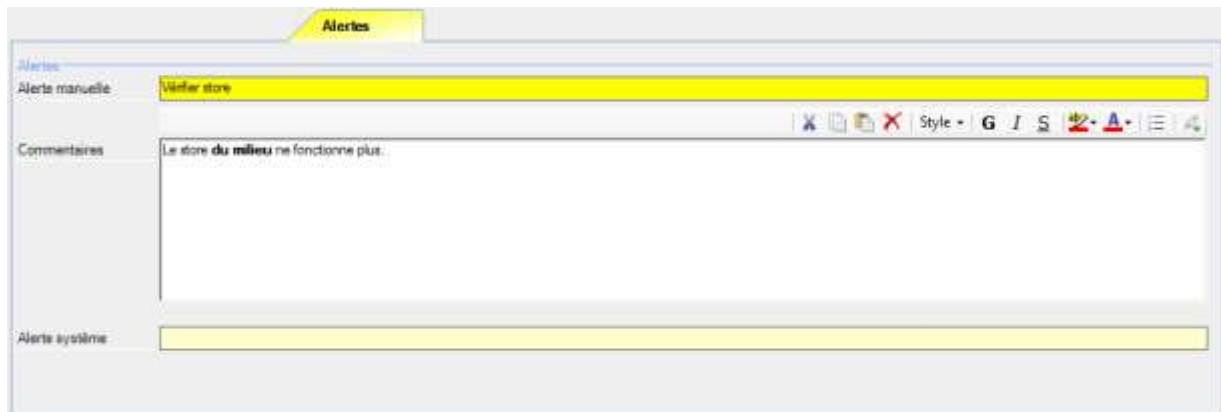 Alertes
Alertes
Alerte manuelle
Vérifier store
Style
G I S
A
Commentaires
Le store du milieu ne fonctionne plus.
Alerte système